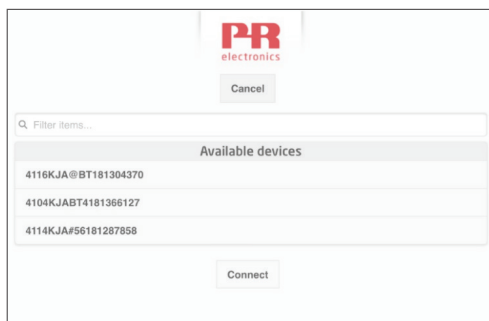 PR
electronics
Cancel
Filter items...
Available devices
4116KJA@BT181304370
4104KJABT4181366127
4114KJA#56181287858
Connect